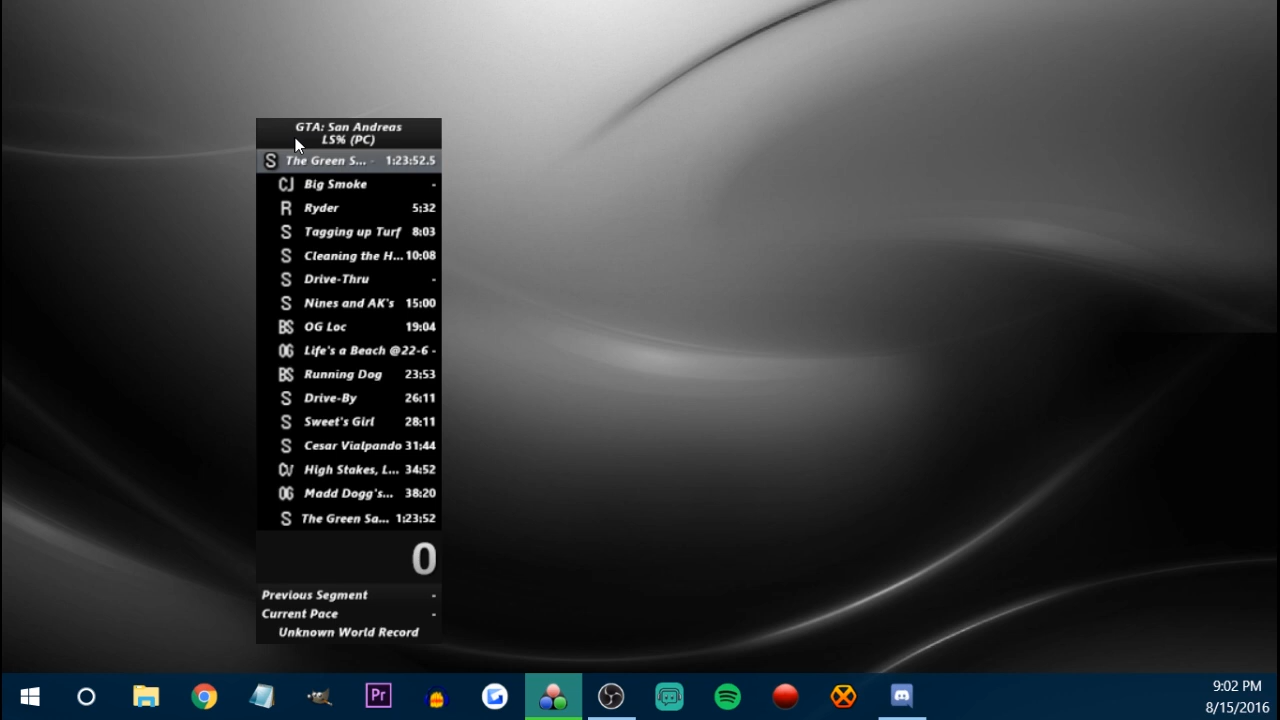 GTA: San Andreas
LS% (PC)
S The Green S... - 1:23:52.5
CJ Big Smoke -
R Ryder 5:32
S Tagging up Turf 8:03
S Cleaning the H... 10:08
S Drive-Thru -
S Nines and AK's 15:00
BS OG Loc 19:04
OG Life's a Beach @22-6 -
BS Running Dog 23:53
S Drive-By 26:11
S Sweet's Girl 28:11
S Cesar Vialpando 31:44
CV High Stakes, L... 34:52
OG Madd Dogg's... 38:20
S The Green Sa... 1:23:52
0
Previous Segment -
Current Pace -
Unknown World Record
Pr
9:02 PM
8/15/2016